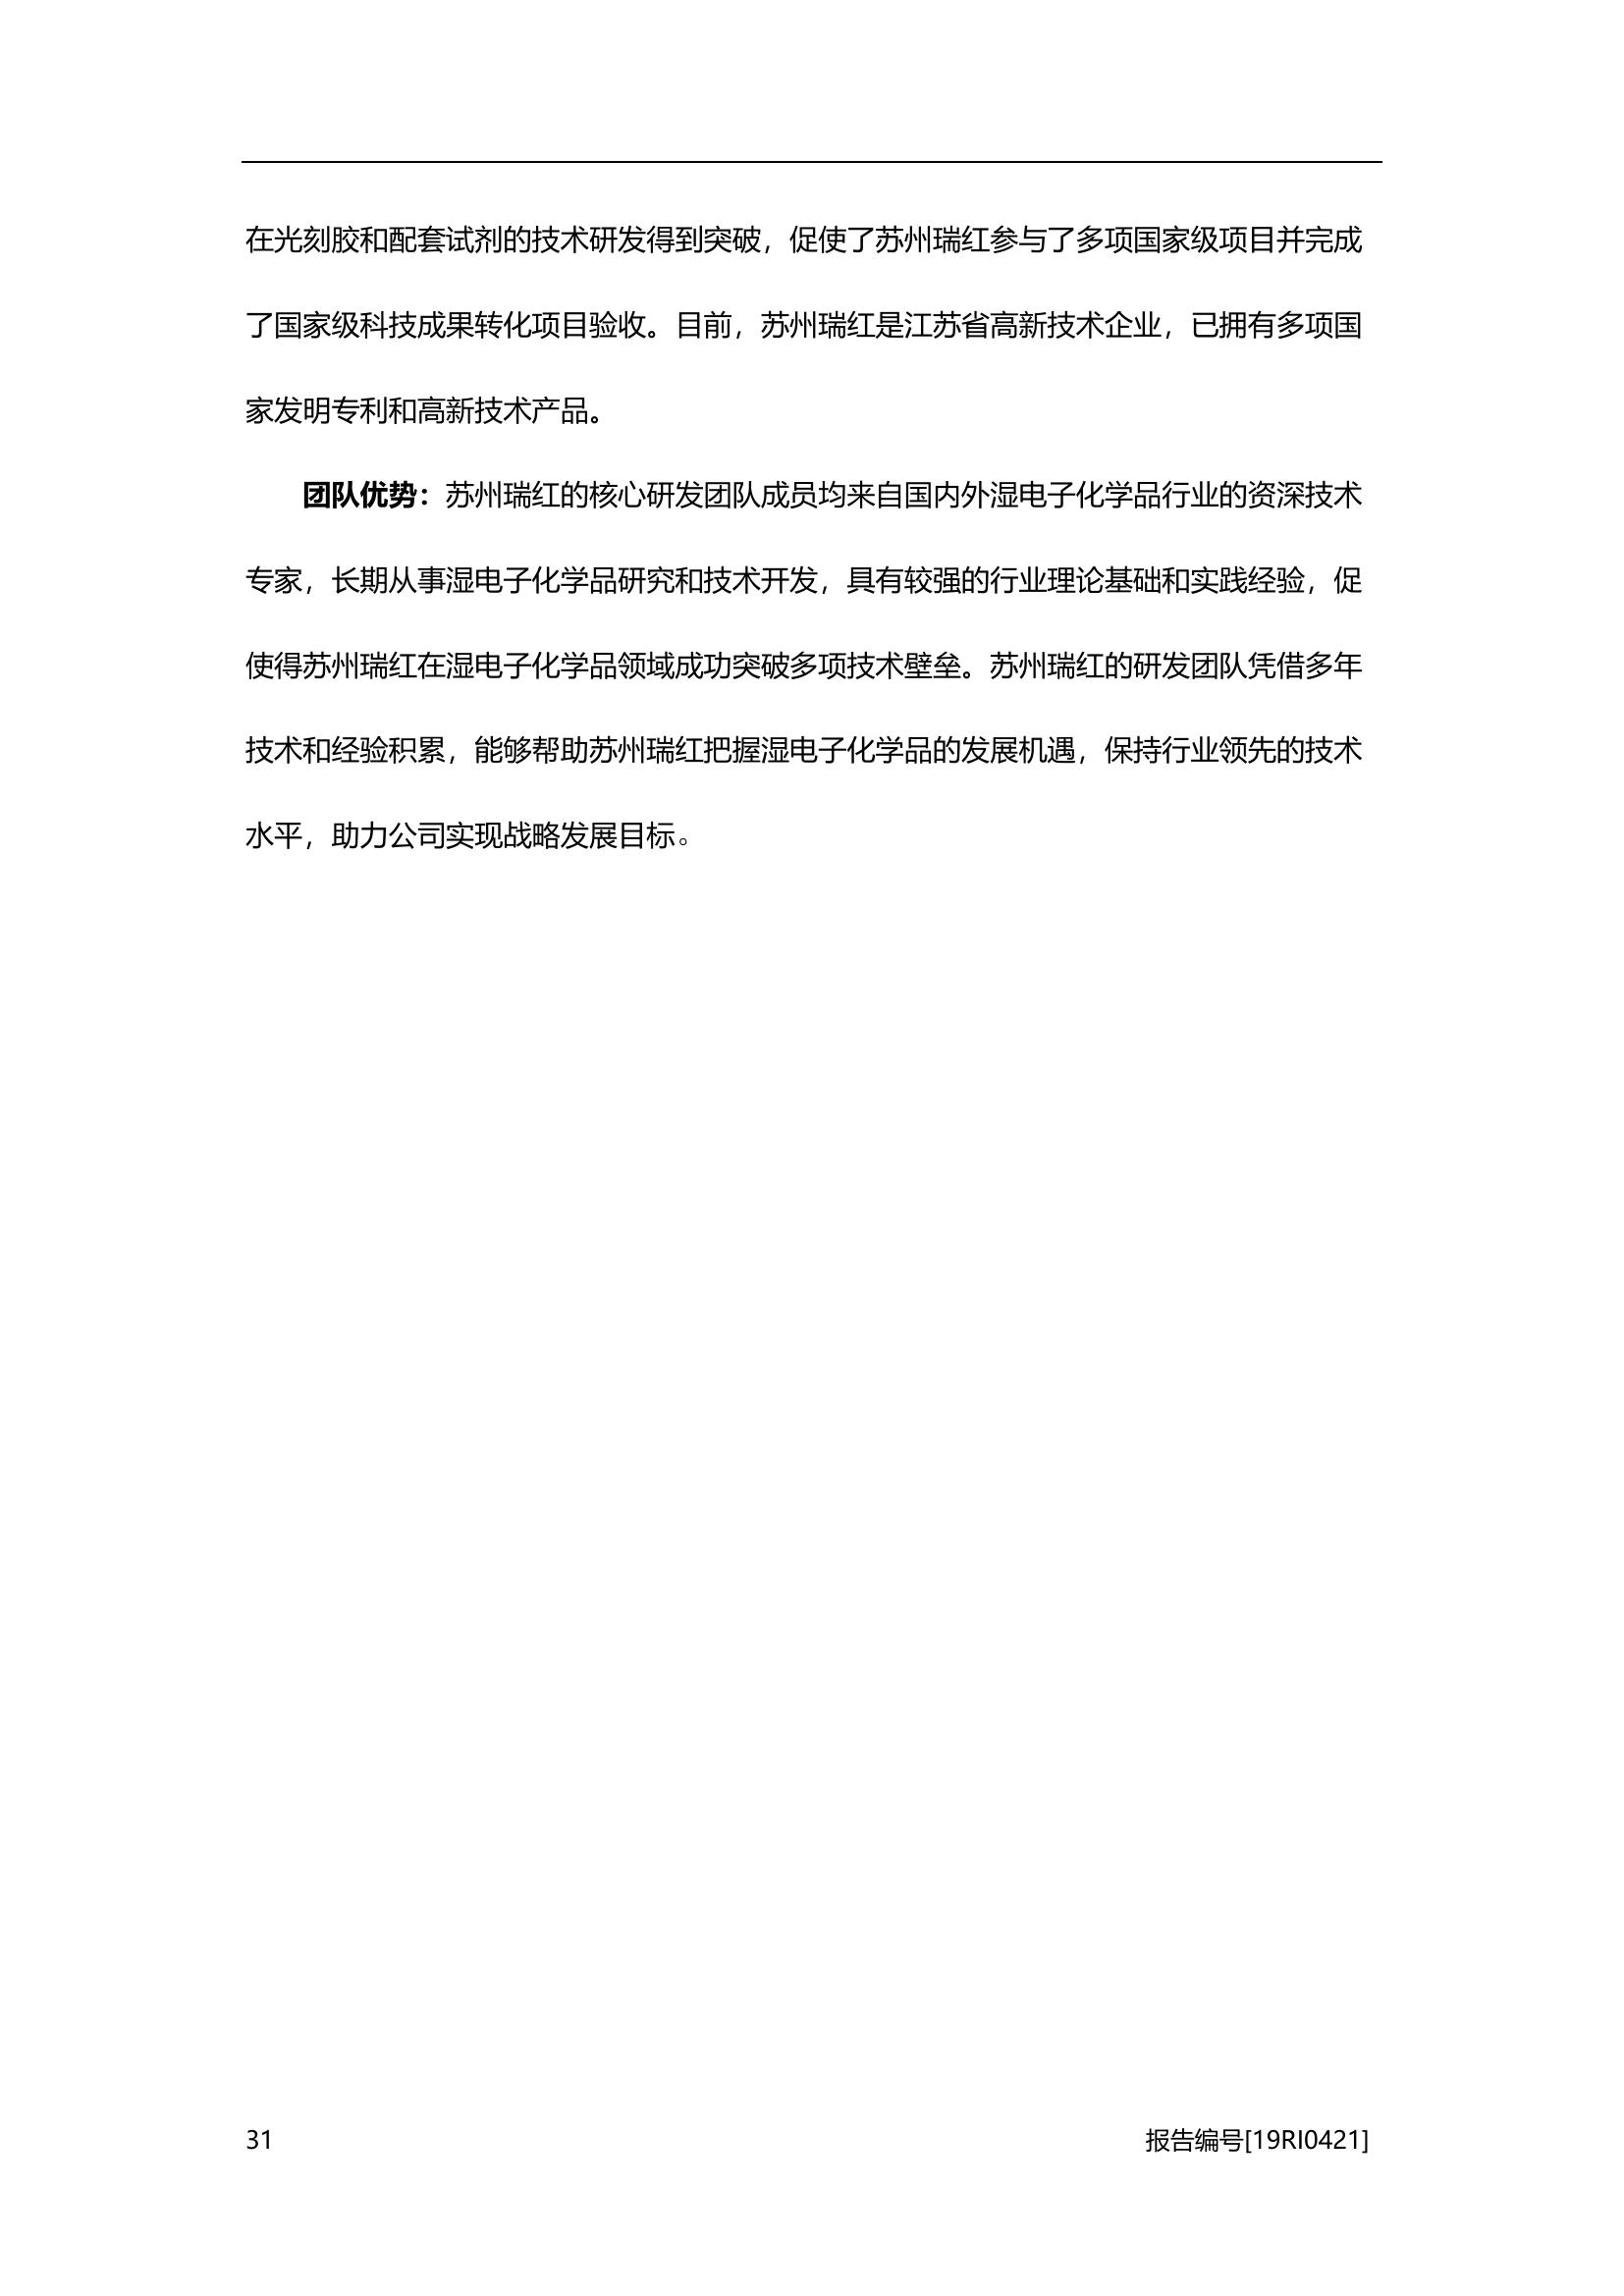 在光刻胶和配套试剂的技术研发得到突破，促使了苏州瑞红参与了多项国家级项目并完成
了国家级科技成果转化项目验收。目前，苏州瑞红是江苏省高新技术企业，已拥有多项国
家发明专利和高新技术产品。
团队优势：苏州瑞红的核心研发团队成员均来自国内外湿电子化学品行业的资深技术
专家，长期从事湿电子化学品研究和技术开发，具有较强的行业理论基础和实践经验，促
使得苏州瑞红在湿电子化学品领域成功突破多项技术壁垒。苏州瑞红的研发团队凭借多年
技术和经验积累，能够帮助苏州瑞红把握湿电子化学品的发展机遇，保持行业领先的技术
水平，助力公司实现战略发展目标。
31 报告编号[19RI0421]